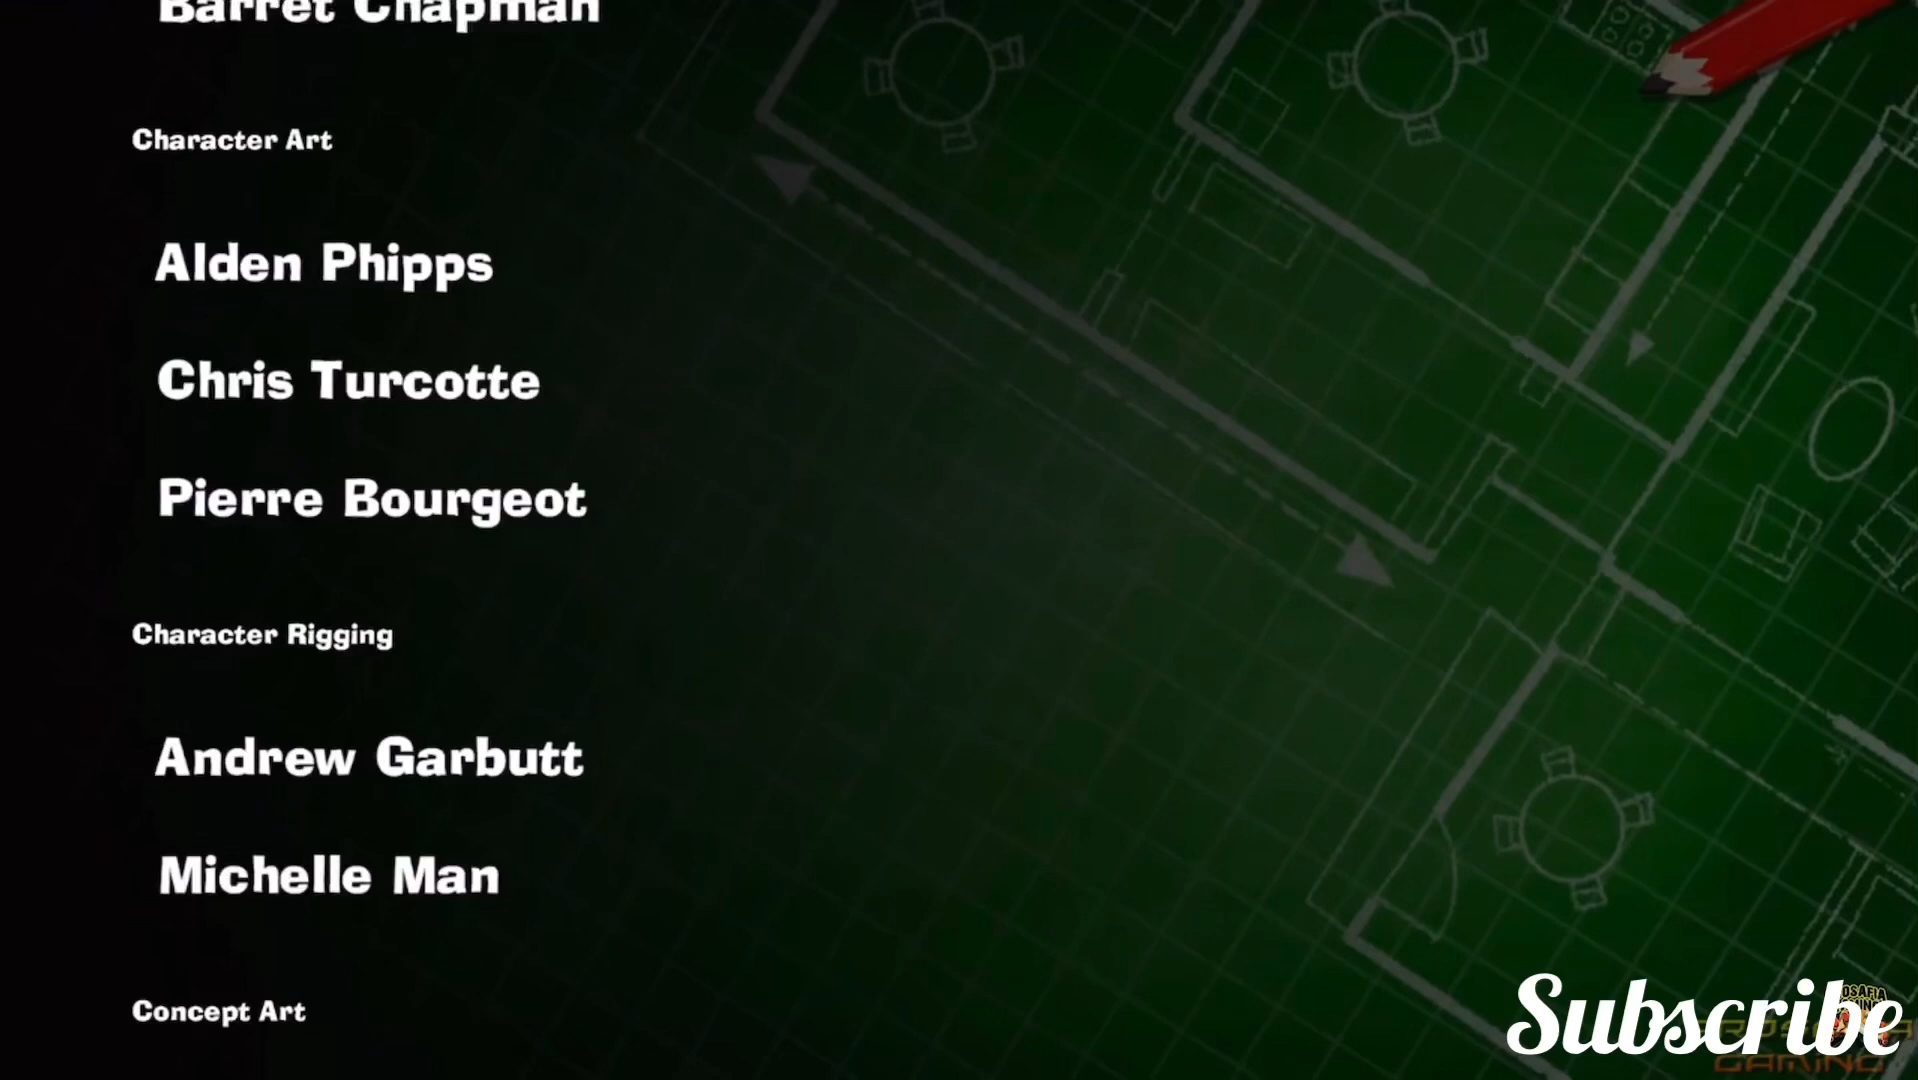 Barret Chapman
Character Art
Alden Phipps
Chris Turcotte
Pierre Bourgeot
Character Rigging
Andrew Garbutt
Michelle Man
Concept Art
Subscribe
GAMING